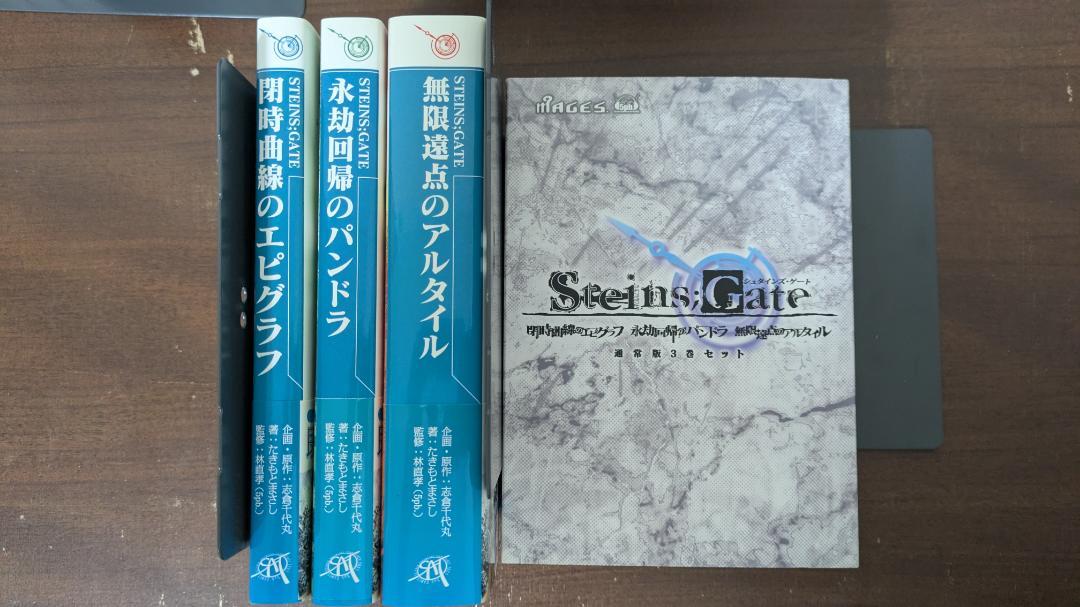 STEINS;GATE
閉時曲線のエピグラフ
企画・原作：志倉千代丸
著：たきもとまさし
監修：林直孝（5pb.）
STEINS;GATE
永劫回帰のパンドラ
企画・原作：志倉千代丸
著：たきもとまさし
監修：林直孝（5pb.）
STEINS;GATE
無限遠点のアルタイル
企画・原作：志倉千代丸
著：たきもとまさし
監修：林直孝（5pb.）
MAGES. 5pb.
Steins;Gate
シュタインズ・ゲート
閉時曲線のエピグラフ 永劫回帰のパンドラ 無限遠点のアルタイル
通常版3巻セット